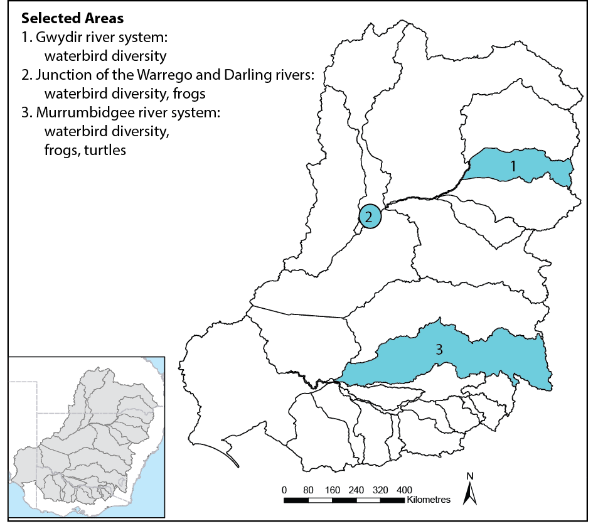 Selected Areas
1. Gwydir river system:
waterbird diversity
2. Junction of the Warrego and Darling rivers:
waterbird diversity, frogs
3. Murrumbidgee river system:
waterbird diversity,
frogs, turtles
1
2
3
N
0 80 160 240 320 400
Kilometres